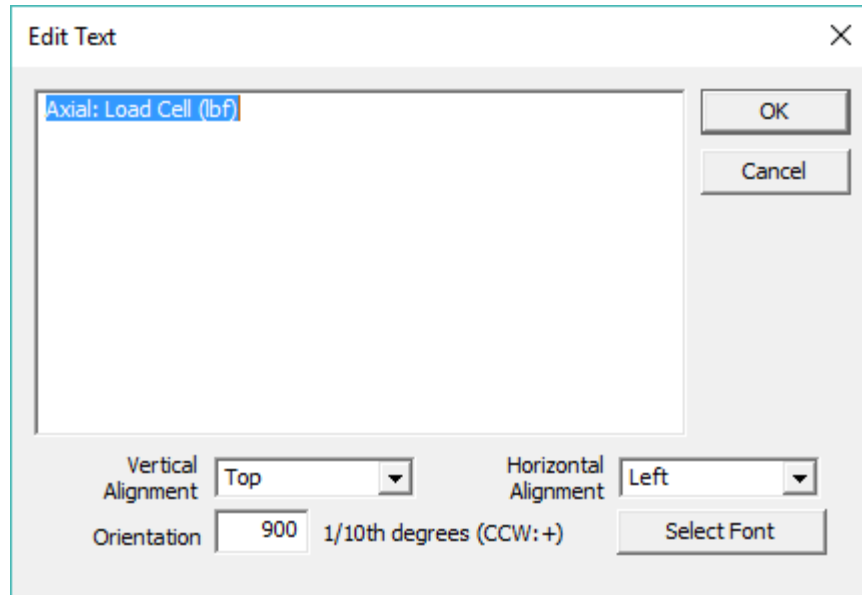 Edit Text
Axial: Load Cell (lbf)
OK
Cancel
Vertical
Alignment
Top
Horizontal
Alignment
Left
Orientation
900
1/10th degrees (CCW:+)
Select Font